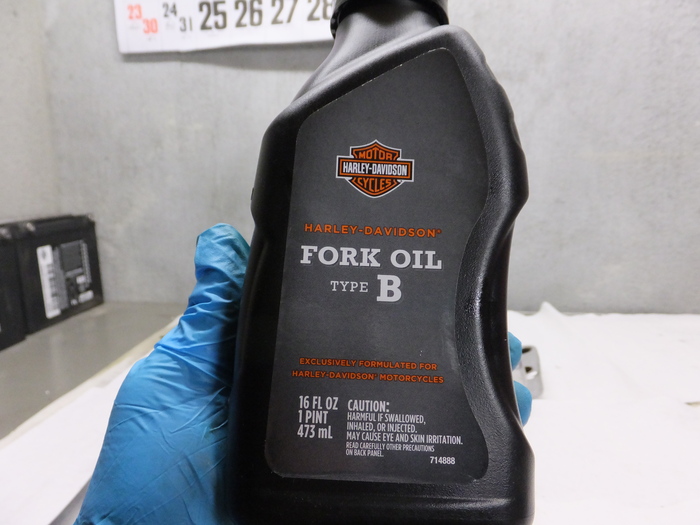 23 24
30 31 25 26 27 28
MOTOR
HARLEY-DAVIDSON
CYCLES
HARLEY-DAVIDSON®
FORK OIL
TYPE B
EXCLUSIVELY FORMULATED FOR
HARLEY-DAVIDSON® MOTORCYCLES
16 FL OZ
1 PINT
473 mL
CAUTION:
HARMFUL IF SWALLOWED,
INHALED, OR INJECTED.
MAY CAUSE EYE AND SKIN IRRITATION.
READ CAREFULLY OTHER PRECAUTIONS
ON BACK PANEL.
714888